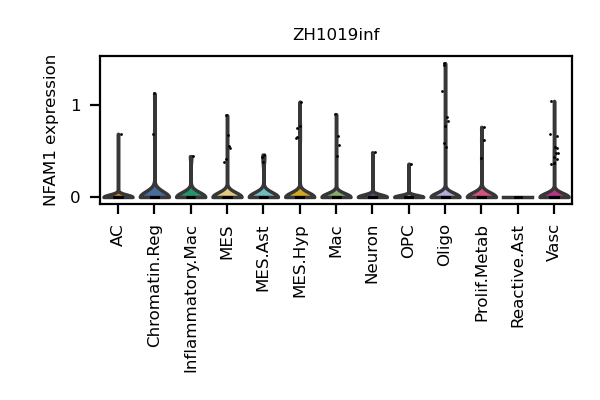 ZH1019inf
NFAM1 expression
1
0
AC
Chromatin.Reg
Inflammatory.Mac
MES
MES.Ast
MES.Hyp
Mac
Neuron
OPC
Oligo
Prolif.Metab
Reactive.Ast
Vasc